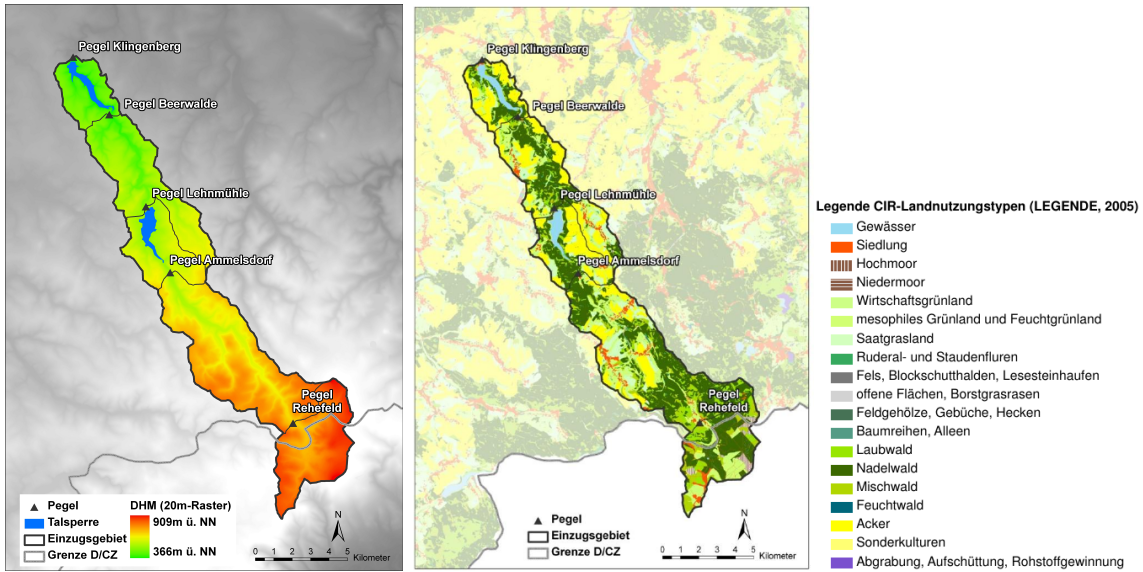 Pegel Klingenberg
Pegel Beerwalde
Pegel Lehnmühle
Pegel Ammelsdorf
Pegel
Rehefeld
Pegel
Talsperre
Einzugsgebiet
Grenze D/CZ
DHM (20m-Raster)
909m ü. NN
366m ü. NN
N
0 1 2 3 4 5
Kilometer
Pegel Klingenberg
Pegel Beerwalde
Pegel Lehnmühle
Pegel Ammelsdorf
Pegel
Rehefeld
Pegel
Einzugsgebiet
Grenze D/CZ
N
0 1 2 3 4 5
Kilometer
Legende CIR-Landnutzungstypen (LEGENDE, 2005)
Gewässer
Siedlung
Hochmoor
Niedermoor
Wirtschaftsgrünland
mesophiles Grünland und Feuchtgrünland
Saatgrasland
Ruderal- und Staudenfluren
Fels, Blockschutthalden, Lesesteinhaufen
offene Flächen, Borstgrasrasen
Feldgehölze, Gebüche, Hecken
Baumreihen, Alleen
Laubwald
Nadelwald
Mischwald
Feuchtwald
Acker
Sonderkulturen
Abgrabung, Aufschüttung, Rohstoffgewinnung